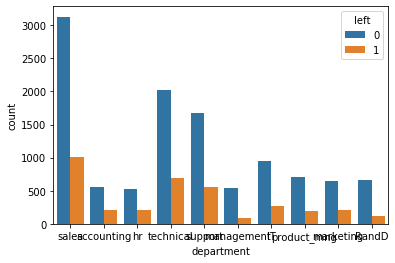 left
0
1
3000
2500
2000
1500
1000
500
0
count
sales accounting hr technical support management IT product_mng marketing RandD
department